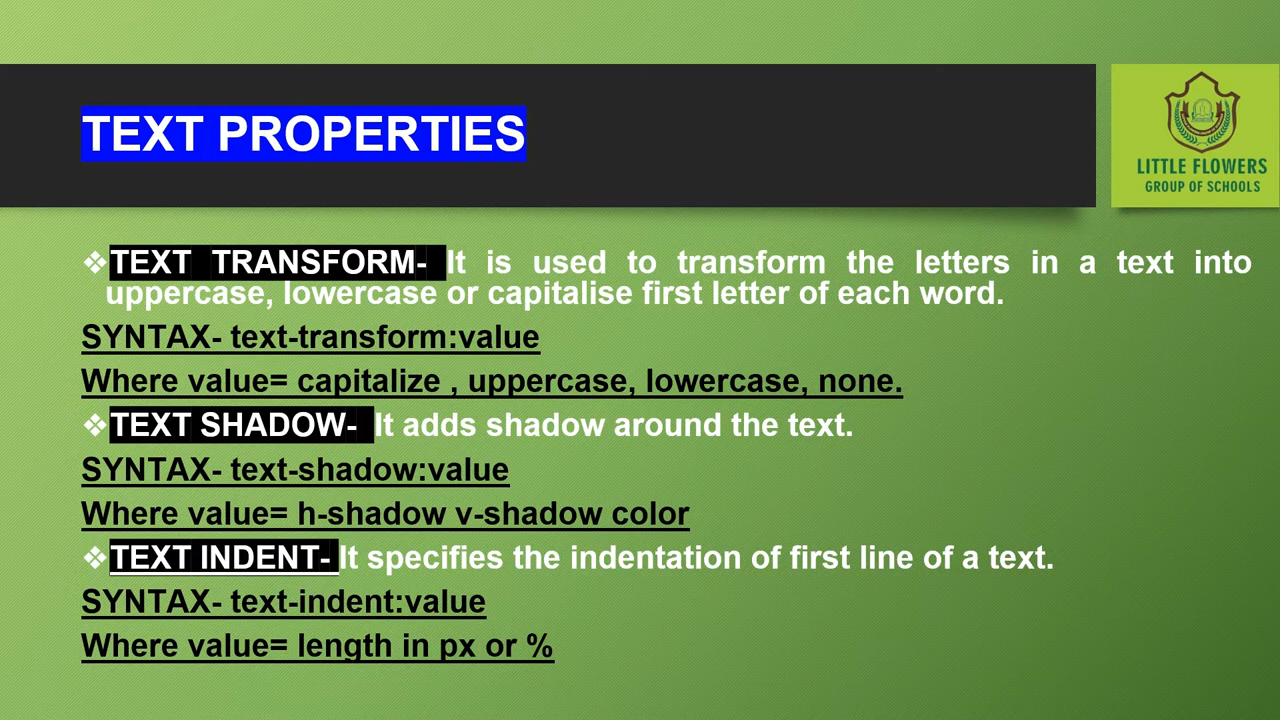 TEXT PROPERTIES
LITTLE FLOWERS
GROUP OF SCHOOLS
❖TEXT TRANSFORM- It is used to transform the letters in a text into
uppercase, lowercase or capitalise first letter of each word.
SYNTAX- text-transform:value
Where value= capitalize , uppercase, lowercase, none.
❖TEXT SHADOW- It adds shadow around the text.
SYNTAX- text-shadow:value
Where value= h-shadow v-shadow color
❖TEXT INDENT- It specifies the indentation of first line of a text.
SYNTAX- text-indent:value
Where value= length in px or %